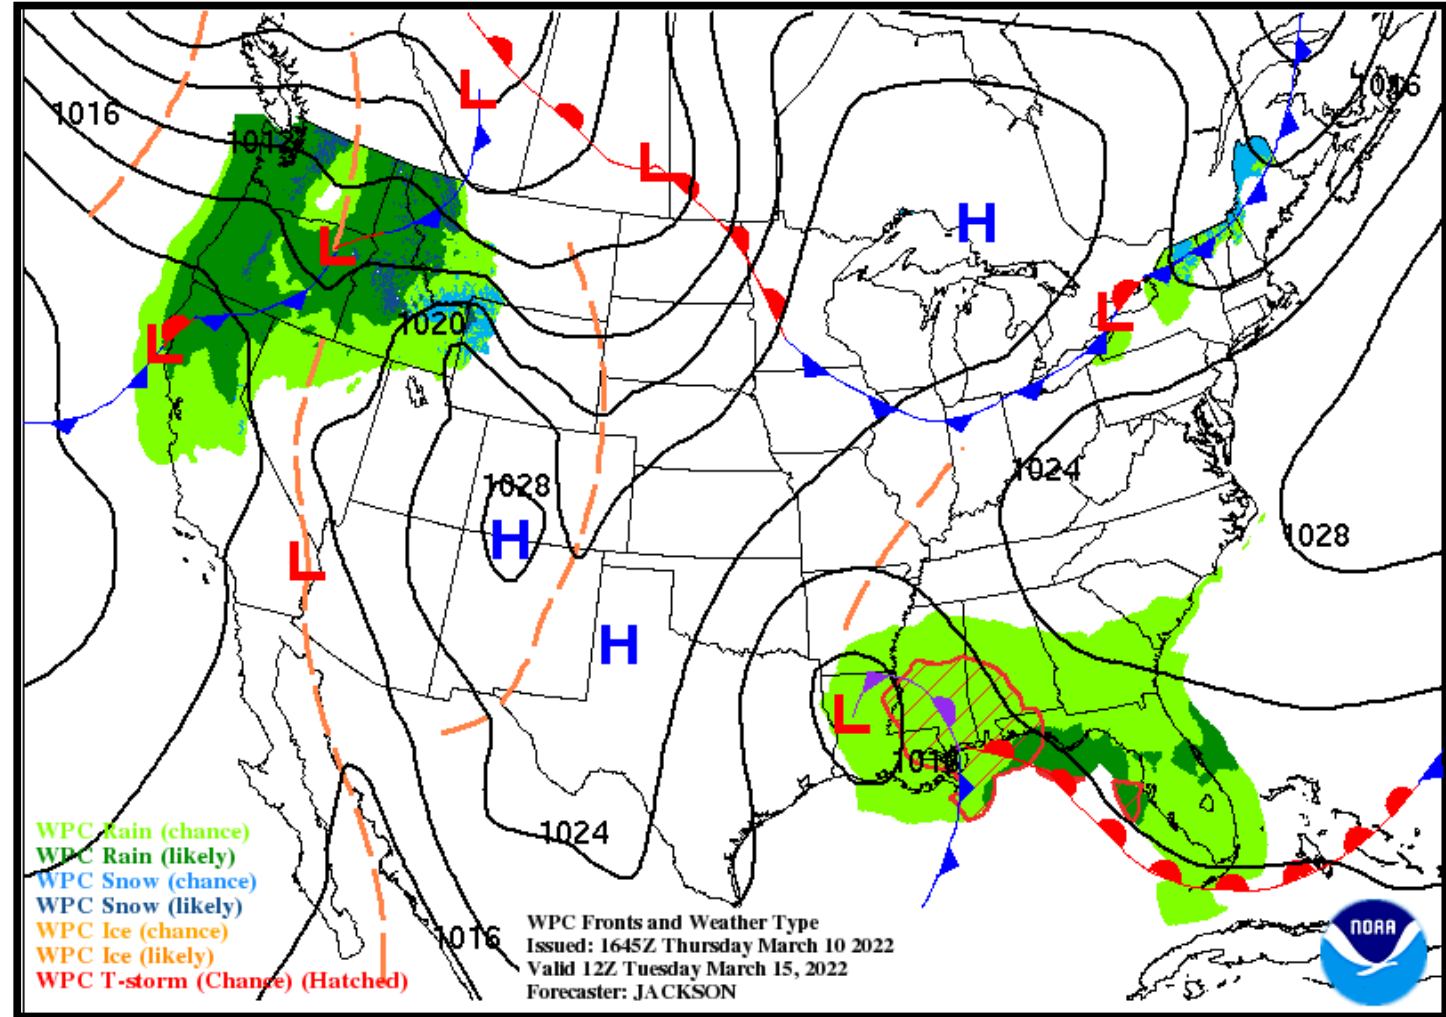 1016
1016
1012
L
L
H
L
L
L
1020
L
1024
1028
H
1028
L
H
L
1016
1024
WPC Rain (chance)
WPC Rain (likely)
WPC Snow (chance)
WPC Snow (likely)
WPC Ice (chance)
WPC Ice (likely)
WPC T-storm (Chance) (Hatched)
1016
WPC Fronts and Weather Type
Issued: 1645Z Thursday March 10 2022
Valid 12Z Tuesday March 15, 2022
Forecaster: JACKSON
NOAA